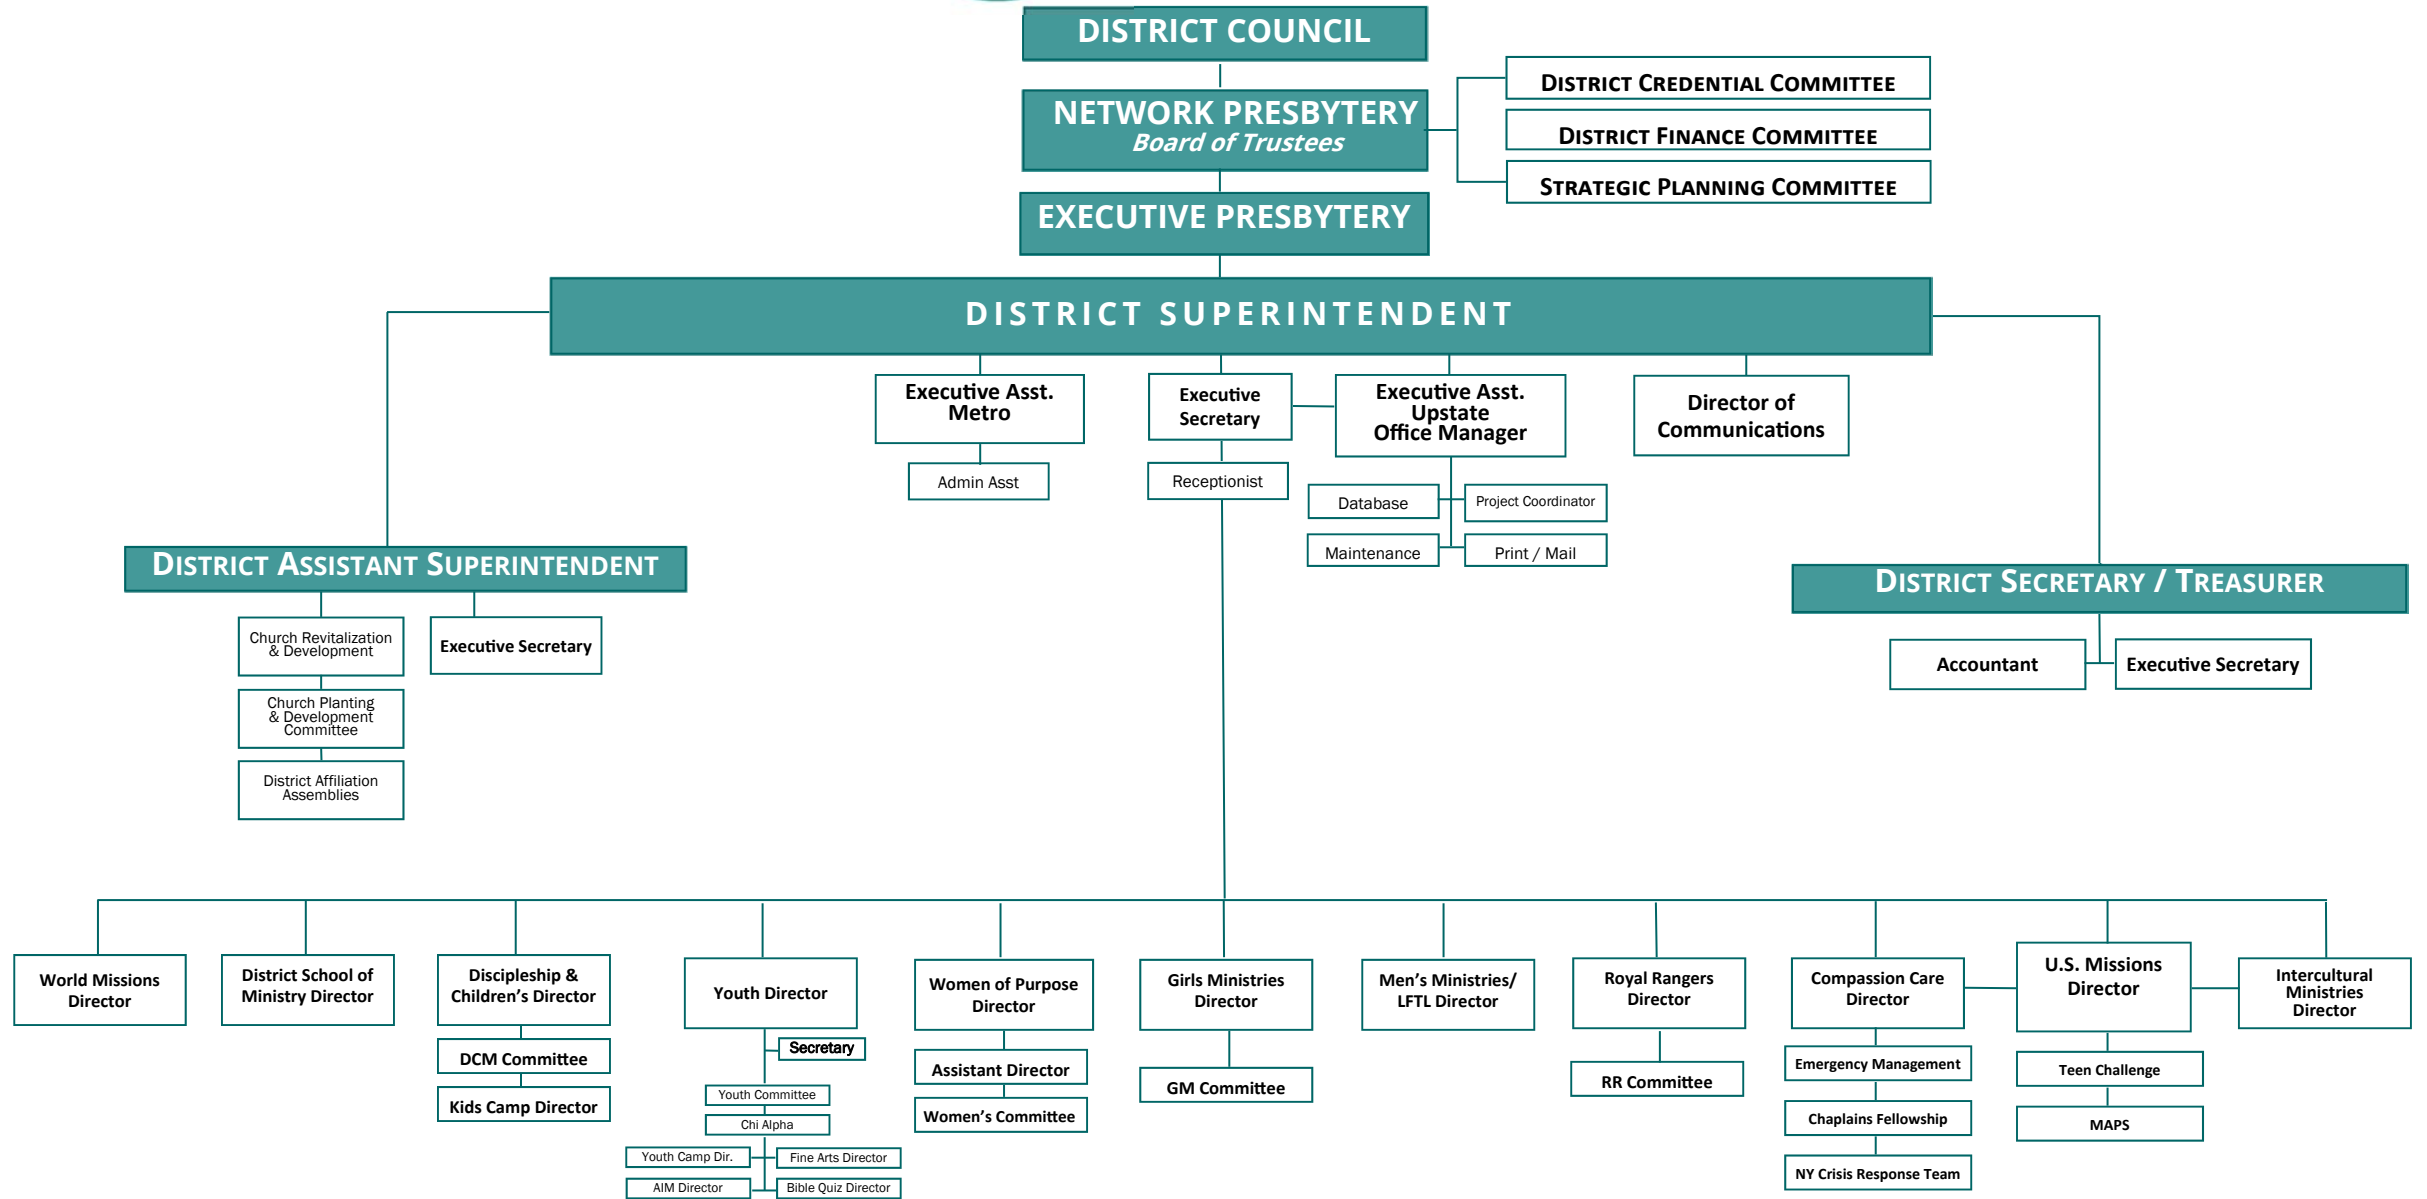 DISTRICT COUNCIL
NETWORK PRESBYTERY
Board of Trustees
DISTRICT CREDENTIAL COMMITTEE
DISTRICT FINANCE COMMITTEE
STRATEGIC PLANNING COMMITTEE
EXECUTIVE PRESBYTERY
DISTRICT SUPERINTENDENT
Executive Asst.
Metro
Admin Asst
Executive
Secretary
Receptionist
Executive Asst.
Upstate
Office Manager
Database
Project Coordinator
Maintenance
Print / Mail
Director of
Communications
DISTRICT ASSISTANT SUPERINTENDENT
Church Revitalization
& Development
Church Planting
& Development
Committee
District Affiliation
Assemblies
Executive Secretary
DISTRICT SECRETARY / TREASURER
Accountant
Executive Secretary
World Missions
Director
District School of
Ministry Director
Discipleship &
Children’s Director
DCM Committee
Kids Camp Director
Youth Director
Secretary
Youth Committee
Chi Alpha
Youth Camp Dir.
Fine Arts Director
AIM Director
Bible Quiz Director
Women of Purpose
Director
Assistant Director
Women’s Committee
Girls Ministries
Director
GM Committee
Men’s Ministries/
LFTL Director
Royal Rangers
Director
RR Committee
Compassion Care
Director
Emergency Management
Chaplains Fellowship
NY Crisis Response Team
U.S. Missions
Director
Teen Challenge
MAPS
Intercultural
Ministries
Director